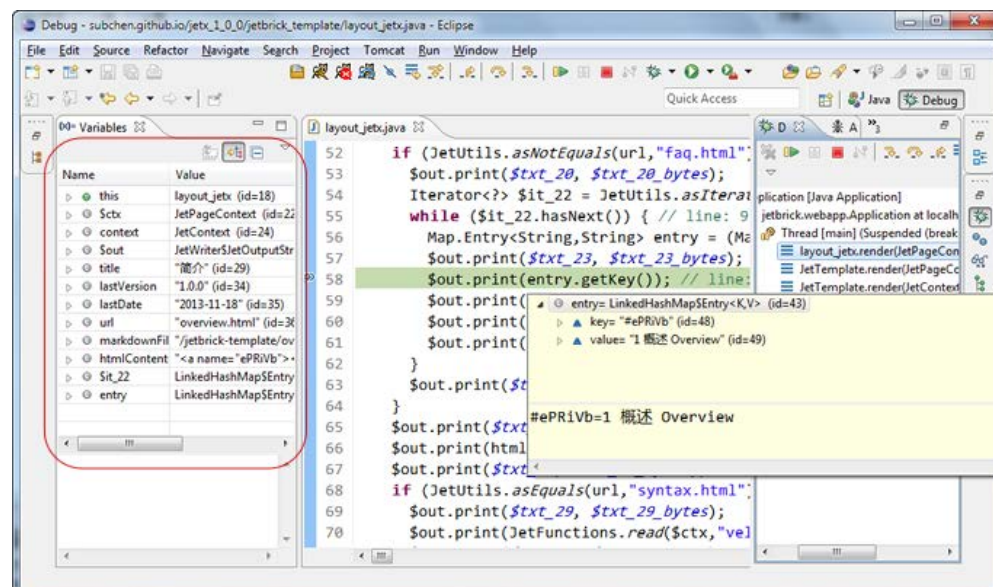 Debug - subchen.github.io/jetx_1_0_0/jetbrick_template/layout_jetx.java - Eclipse
File Edit Source Refactor Navigate Search Project Tomcat Run Window Help
Quick Access Java Debug
Variables
Name Value
this layout_jetx (id=18)
$ctx JetPageContext (id=22
context JetContext (id=24)
$out JetWriter$JetOutputStr
title "簡介" (id=29)
lastVersion "1.0.0" (id=34)
lastDate "2013-11-18" (id=35)
url "overview.html" (id=36
markdownFil "/jetbrick-template/ov
htmlContent "<a name="ePRiVb">
$it_22 LinkedHashMap$Entry
entry LinkedHashMap$Entry
layout_jetx.java
52 if (JetUtils.asNotEquals(url,"faq.html")
53 $out.print($txt_20, $txt_20_bytes);
54 Iterator<?> $it_22 = JetUtils.asIterat
55 while ($it_22.hasNext()) { // line: 9
56 Map.Entry<String,String> entry = (Ma
57 $out.print($txt_23, $txt_23_bytes);
58 $out.print(entry.getKey()); // line:
59 $out.print(
60 $out.print(
61 $out.print(
62 }
63 $out.print($t
64 }
65 $out.print($txt
66 $out.print(html
67 $out.print($txt
68 if (JetUtils.asEquals(url,"syntax.html")
69 $out.print($txt_29, $txt_29_bytes);
70 $out.print(JetFunctions.read($ctx,"vel
entry= LinkedHashMap$Entry<K,V> (id=43)
key= "#ePRiVb" (id=48)
value= "1 概述 Overview" (id=49)
#ePRiVb=1 概述 Overview
D A 3
plication [Java Application]
jetbrick.webapp.Application at localh
Thread [main] (Suspended (break
layout_jetx.render(JetPageCon
JetTemplate.render(JetPageCo
JetTemplate.render(JetContext